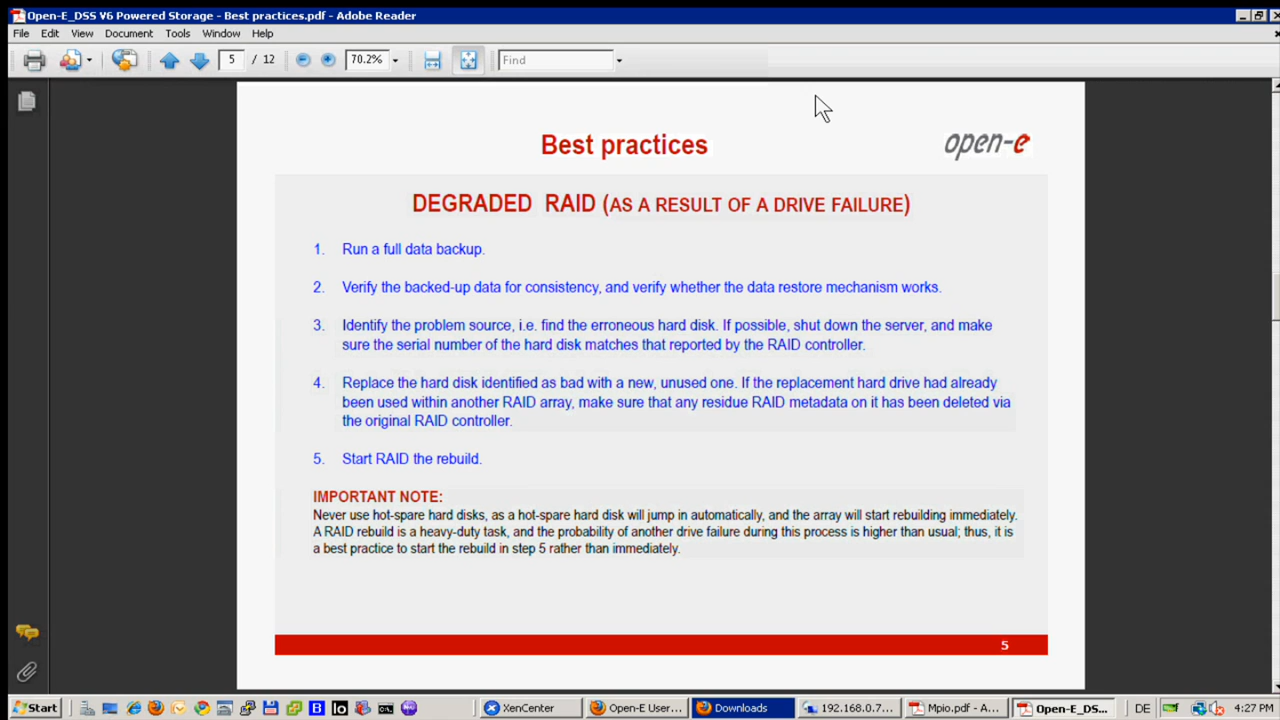 Open-E_DSS V6 Powered Storage - Best practices.pdf - Adobe Reader
File Edit View Document Tools Window Help
5 / 12 70.2% Find
Best practices
open-e
DEGRADED RAID (AS A RESULT OF A DRIVE FAILURE)
1. Run a full data backup.
2. Verify the backed-up data for consistency, and verify whether the data restore mechanism works.
3. Identify the problem source, i.e. find the erroneous hard disk. If possible, shut down the server, and make
sure the serial number of the hard disk matches that reported by the RAID controller.
4. Replace the hard disk identified as bad with a new, unused one. If the replacement hard drive had already
been used within another RAID array, make sure that any residue RAID metadata on it has been deleted via
the original RAID controller.
5. Start RAID the rebuild.
IMPORTANT NOTE:
Never use hot-spare hard disks, as a hot-spare hard disk will jump in automatically, and the array will start rebuilding immediately.
A RAID rebuild is a heavy-duty task, and the probability of another drive failure during this process is higher than usual; thus, it is
a best practice to start the rebuild in step 5 rather than immediately.
5
Start XenCenter Open-E User... Downloads 192.168.0.7... Mpio.pdf - A... Open-E_DS... DE 4:27 PM